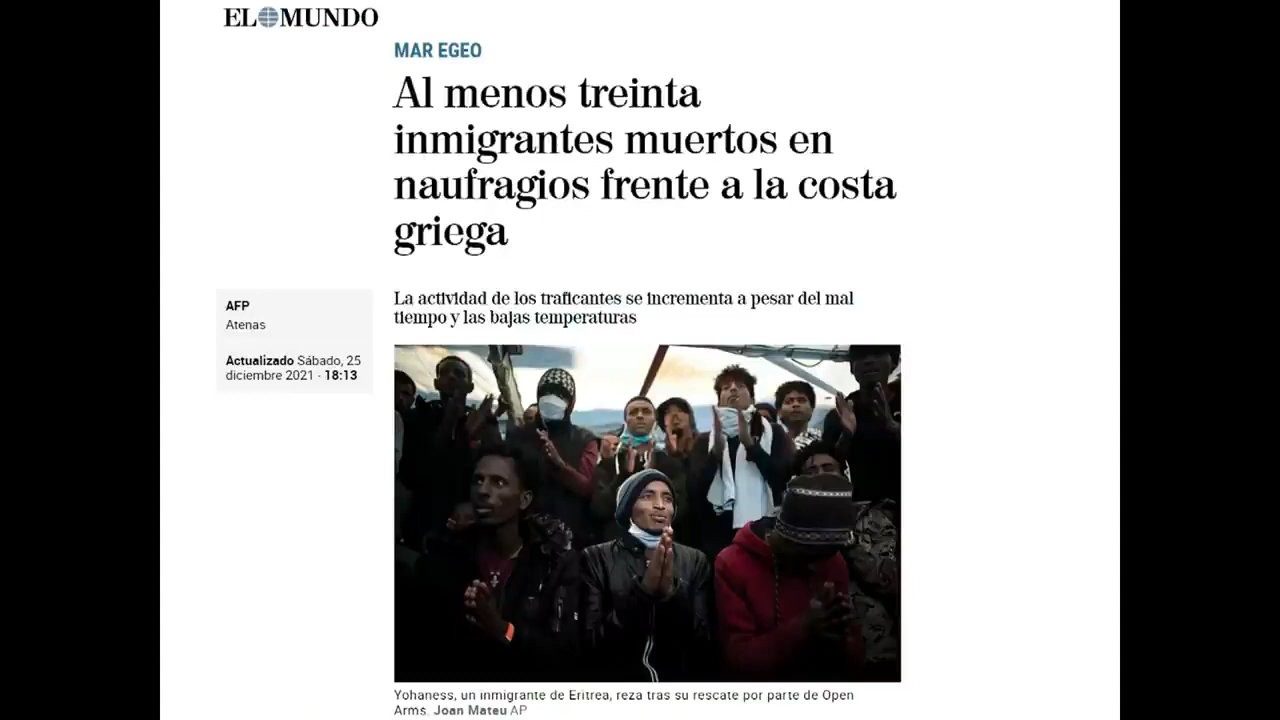 EL MUNDO
MAR EGEO
Al menos treinta
inmigrantes muertos en
naufragios frente a la costa
griega
La actividad de los traficantes se incrementa a pesar del mal
tiempo y las bajas temperaturas
AFP
Atenas
Actualizado Sábado, 25
diciembre 2021 - 18:13
Yohaness, un inmigrante de Eritrea, reza tras su rescate por parte de Open
Arms. Joan Mateu AP